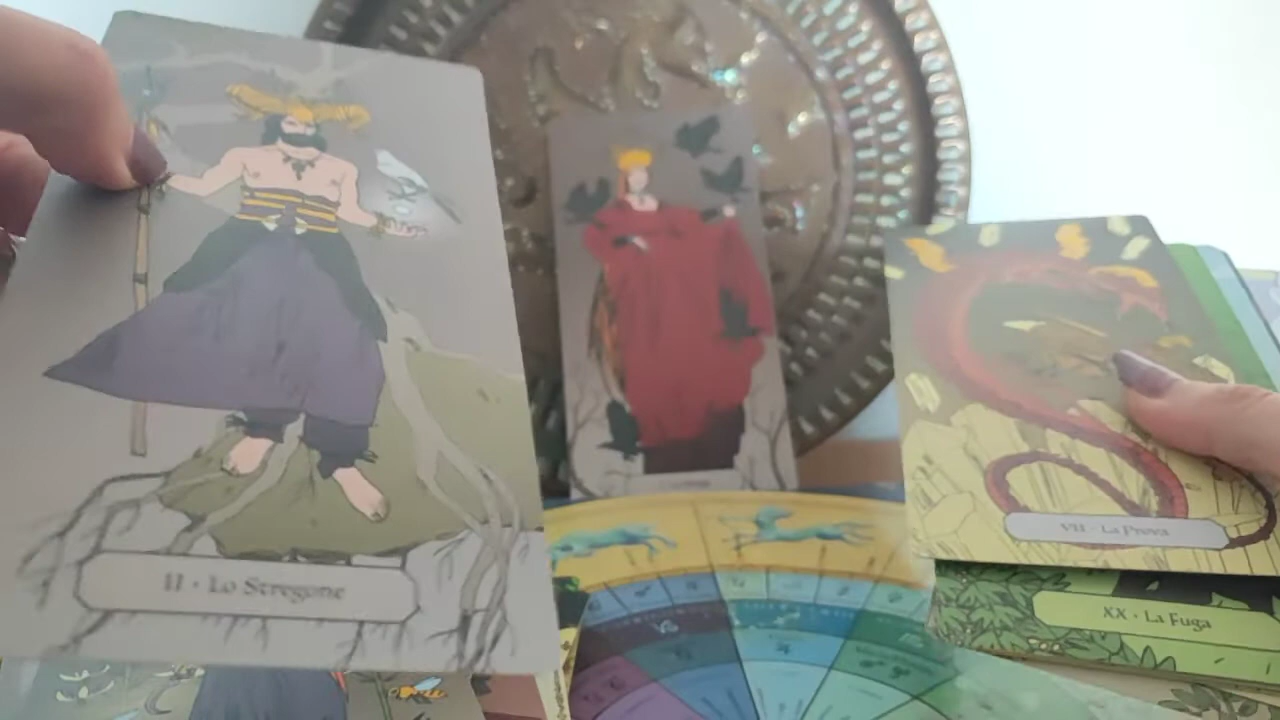 II • Lo Stregone
VII • La Prova
XX • La Fuga